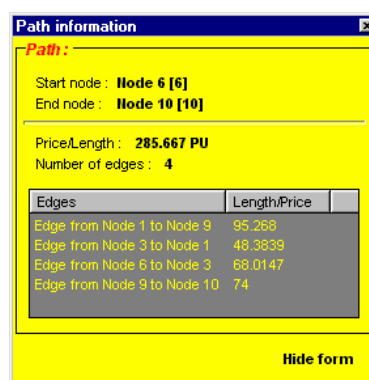 Path information
Path :
Start node : Node 6 [6]
End node : Node 10 [10]
Price/Length : 285.667 PU
Number of edges : 4
Edges Length/Price
Edge from Node 1 to Node 9 95.268
Edge from Node 3 to Node 1 48.3839
Edge from Node 6 to Node 3 68.0147
Edge from Node 9 to Node 10 74
Hide form